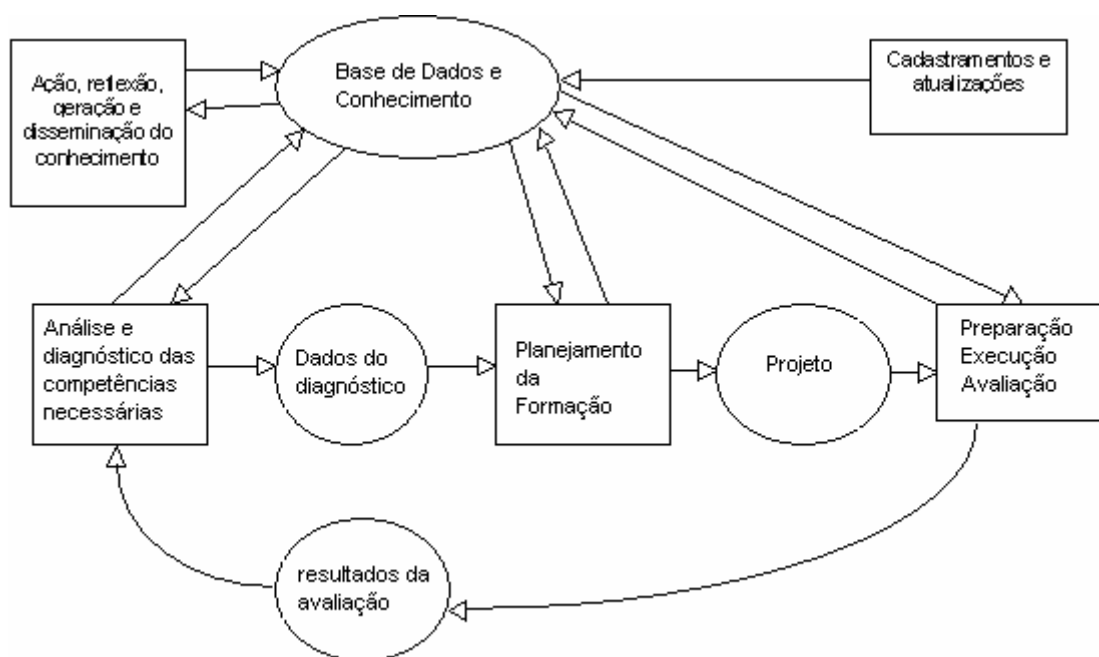 Base de Dados e
Conhecimento
Ação, reflexão,
geração e
disseminação do
conhecimento
Cadastramentos e
atualizações
Análise e
diagnóstico das
competências
necessárias
Dados do
diagnóstico
Planejamento
da
Formação
Projeto
Preparação
Execução
Avaliação
resultados da
avaliação